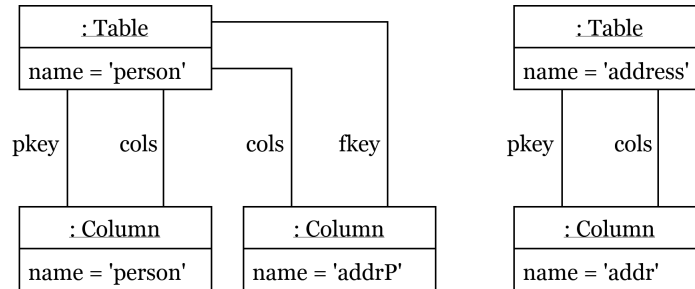 : Table
name = 'person'
: Table
name = 'address'
pkey
cols
cols
fkey
pkey
cols
: Column
name = 'person'
: Column
name = 'addrP'
: Column
name = 'addr'